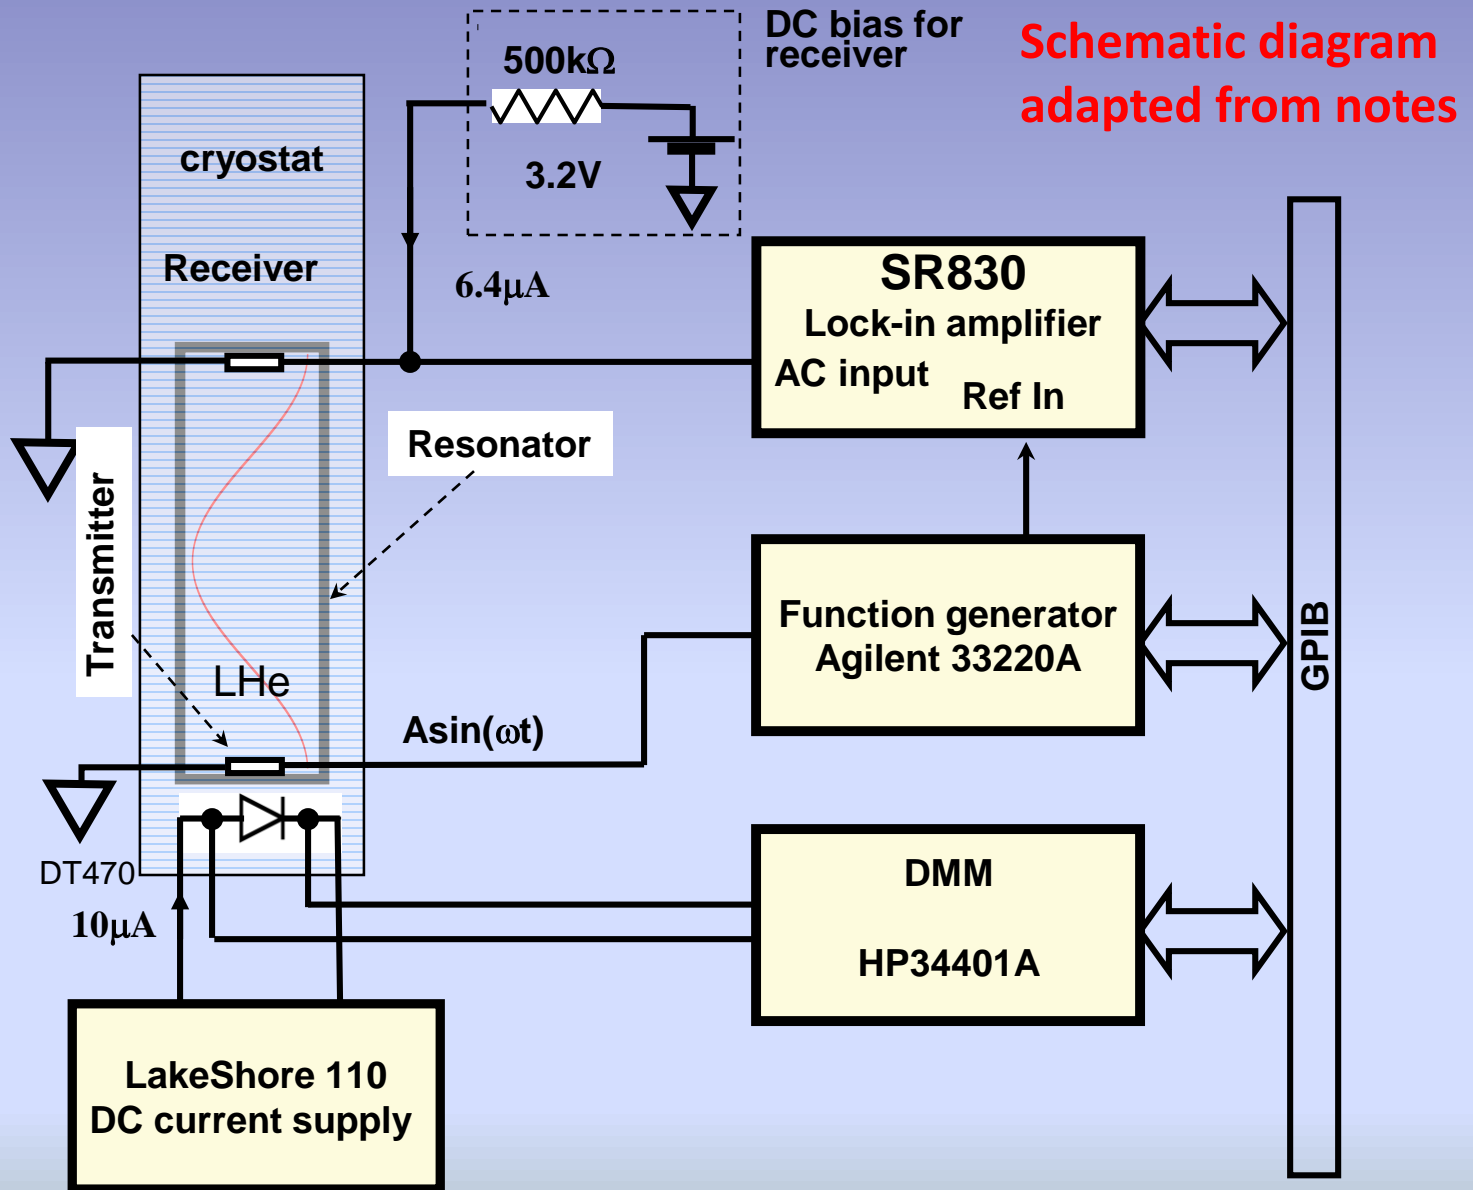 DC bias for
receiver
Schematic diagram
adapted from notes
500kΩ
3.2V
cryostat
Receiver
6.4μA
SR830
Lock-in amplifier
AC input
Ref In
Resonator
Transmitter
LHe
Asin(ωt)
Function generator
Agilent 33220A
GPIB
DT470
10μA
DMM
HP34401A
LakeShore 110
DC current supply